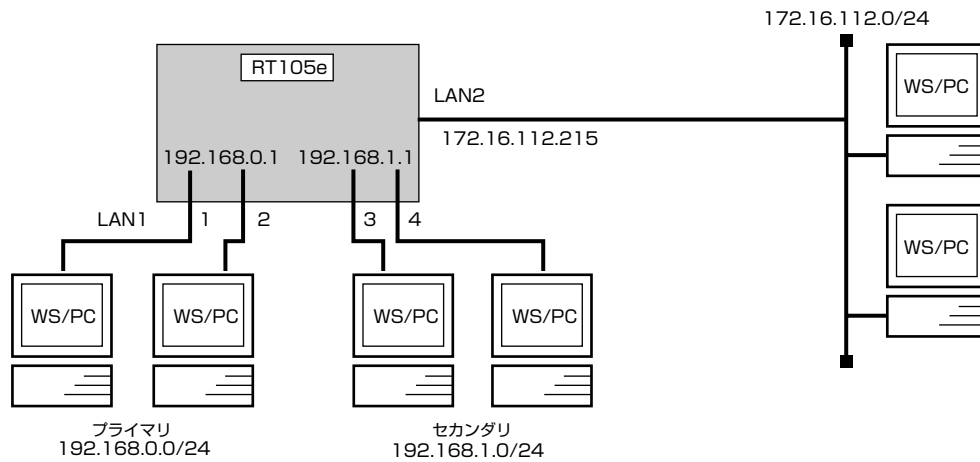 172.16.112.0/24
RT105e
WS/PC
LAN2
172.16.112.215
192.168.0.1 192.168.1.1
LAN1 1 2 3 4
WS/PC
WS/PC WS/PC WS/PC WS/PC
プライマリ
192.168.0.0/24
セカンダリ
192.168.1.0/24